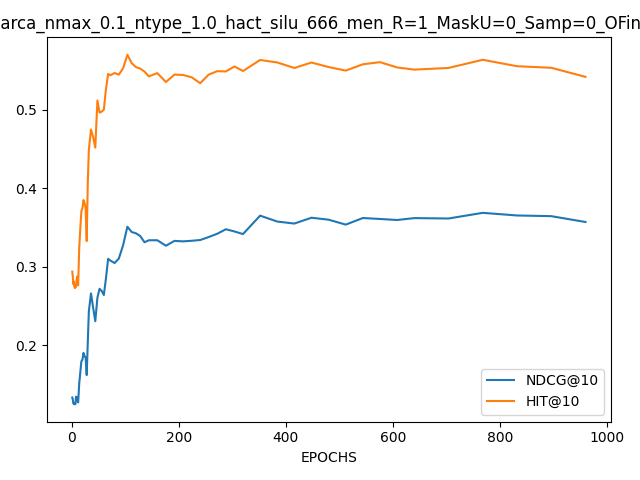 arca_nmax_0.1_ntype_1.0_hact_silu_666_men_R=1_MaskU=0_Samp=0_OFin
0.5
0.4
0.3
0.2
NDCG@10
HIT@10
0 200 400 600 800 1000
EPOCHS